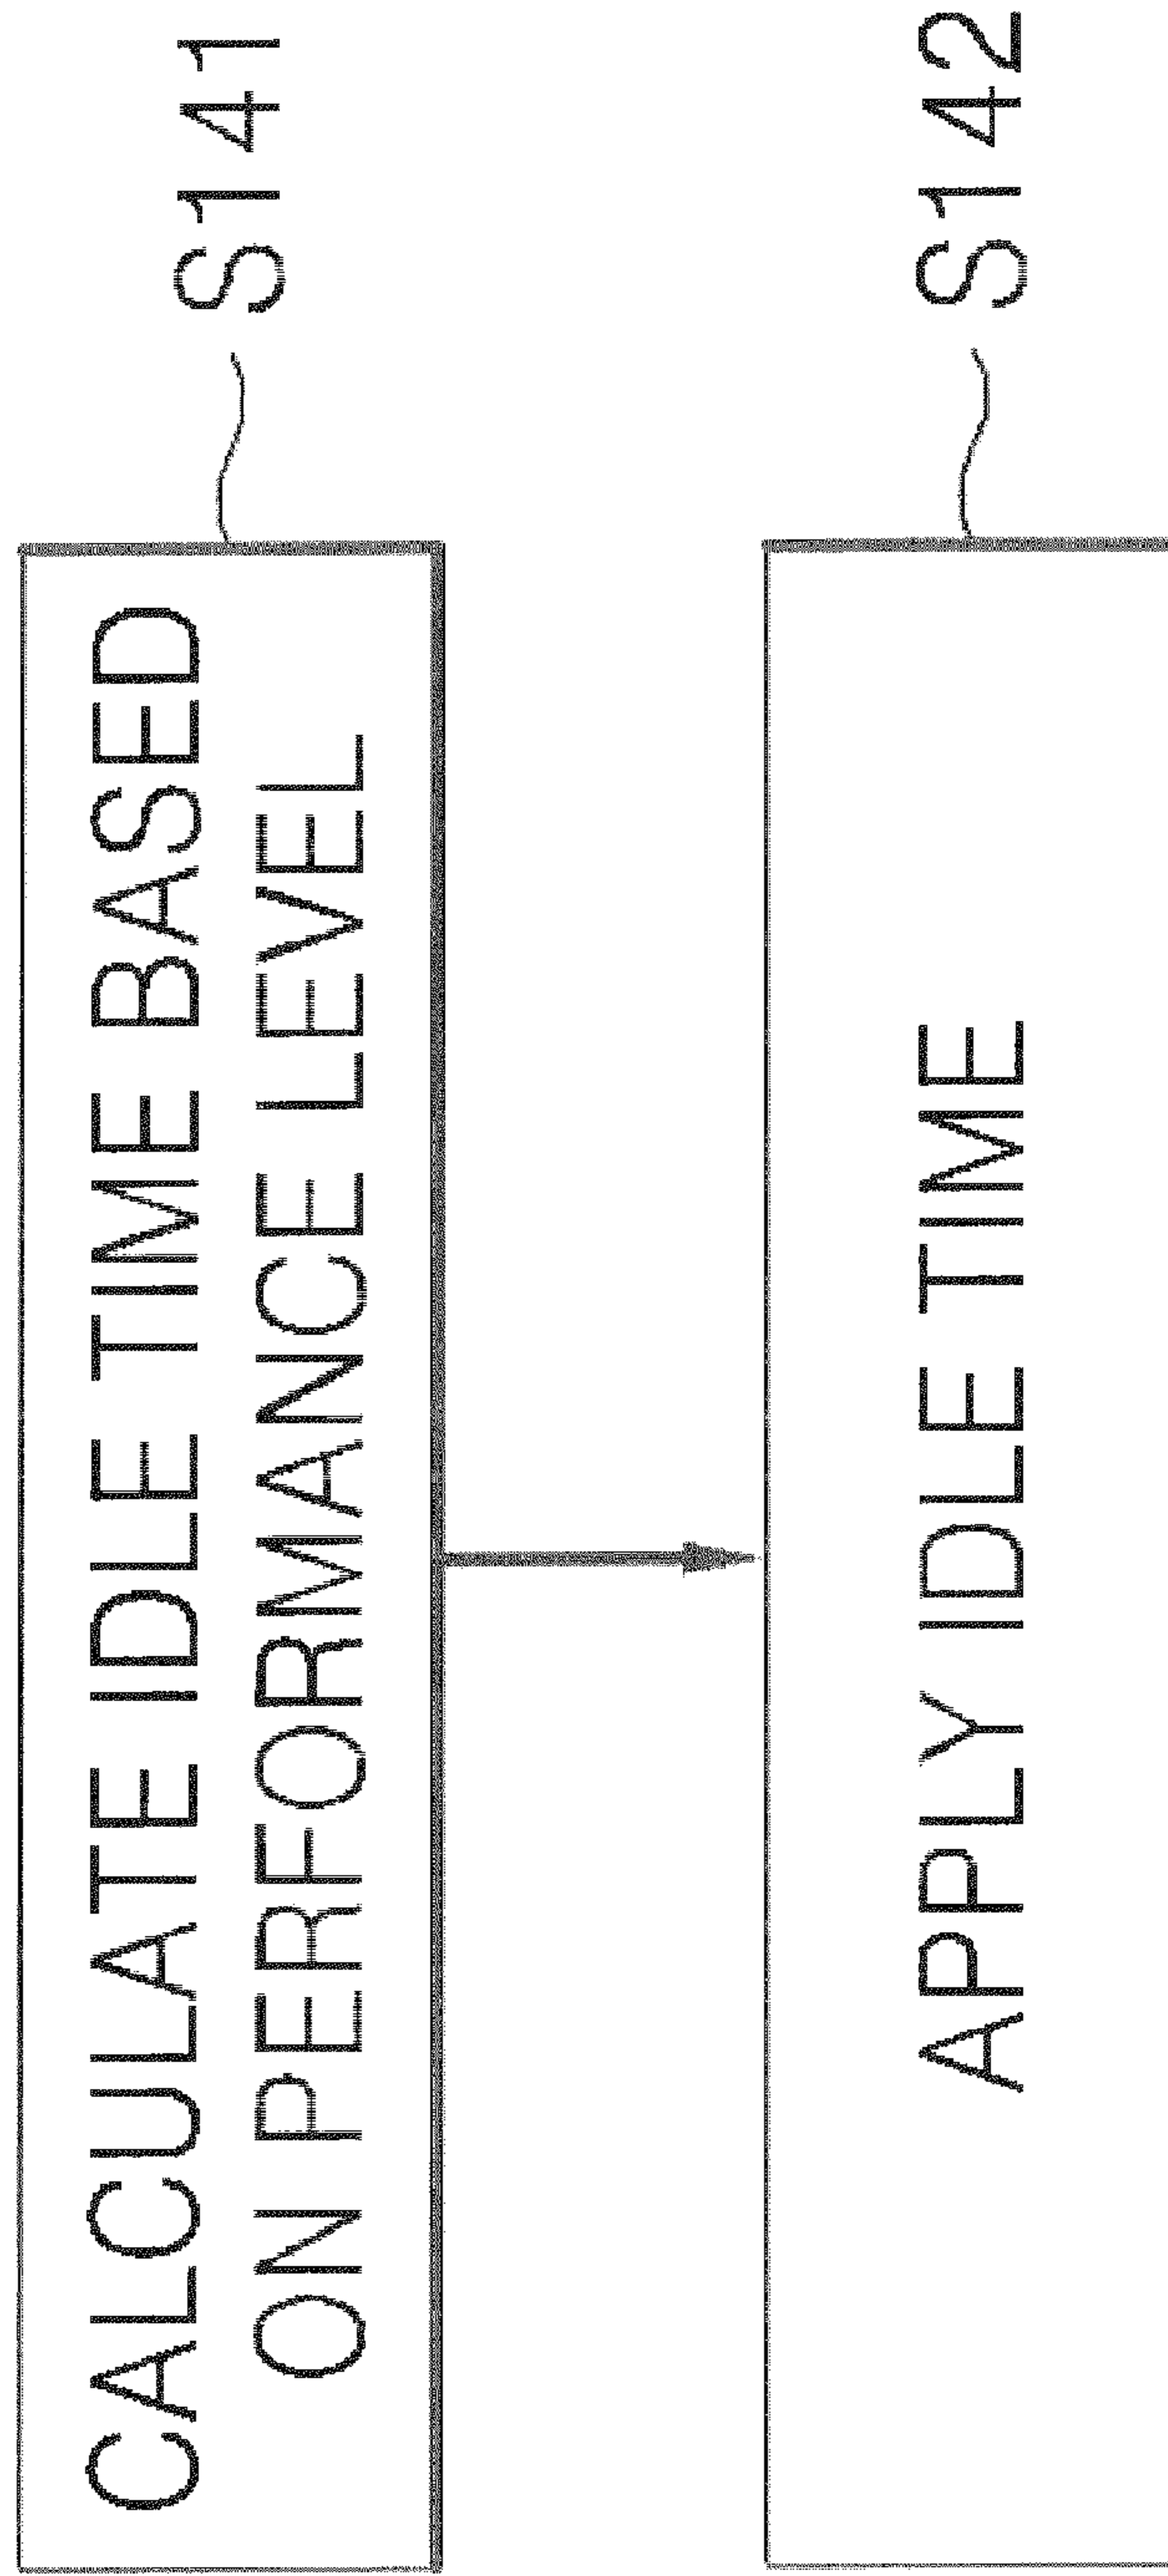 CALCULATE IDLE TIME BASED
ON PERFORMANCE LEVEL
S141
APPLY IDLE TIME
S142